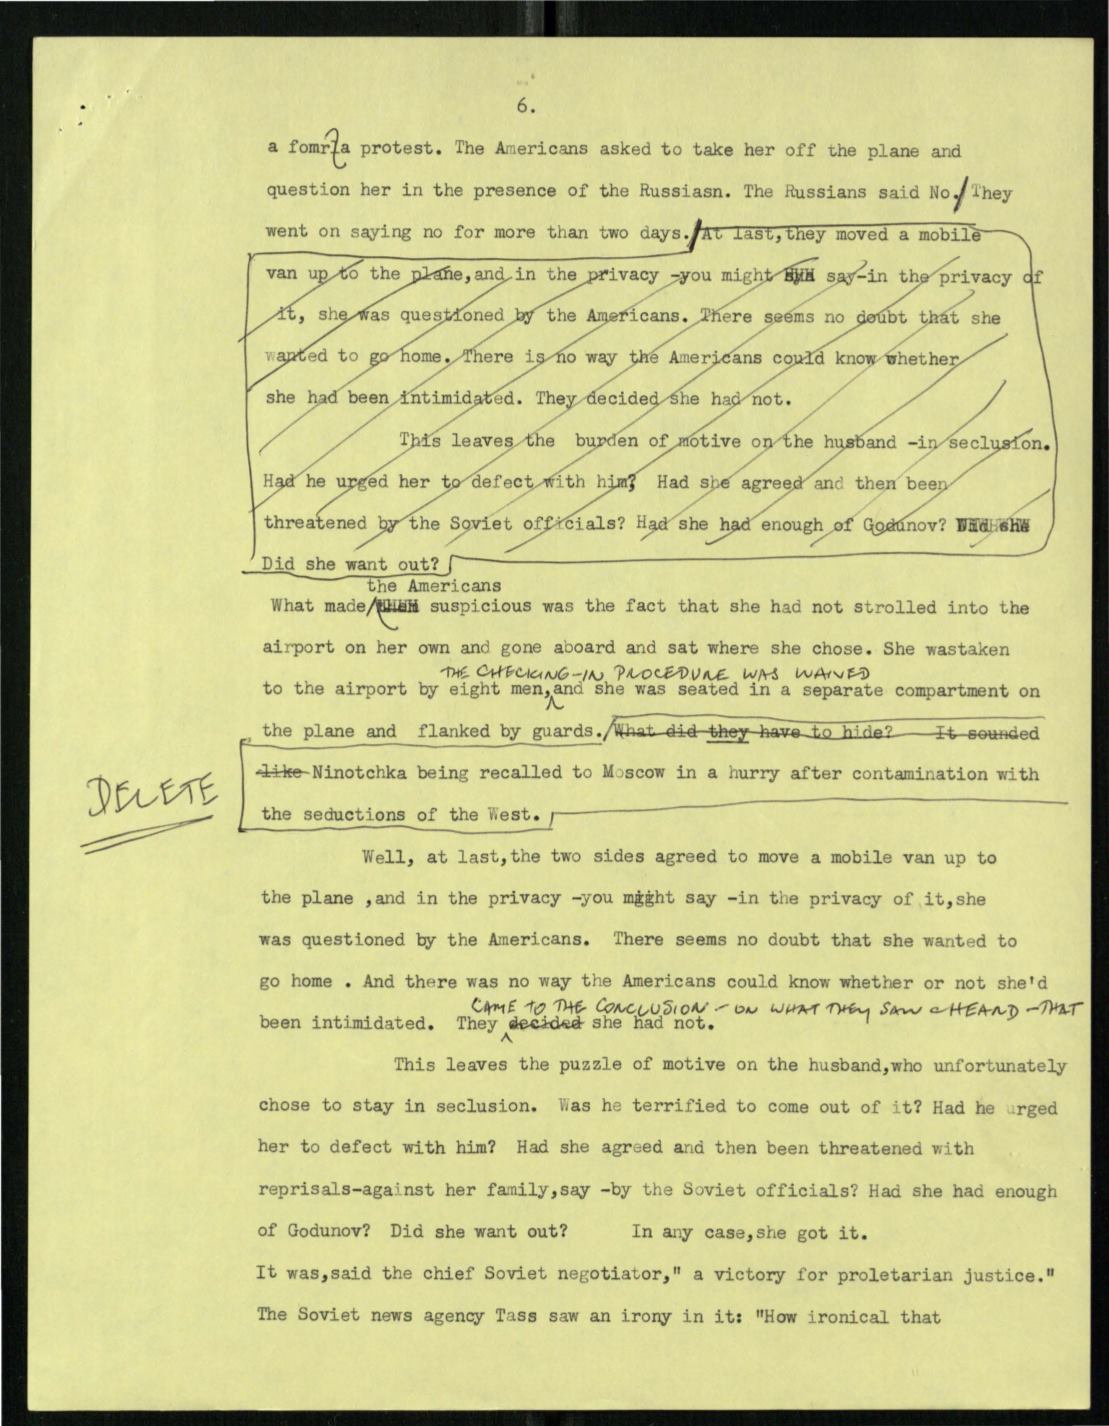 6.
a fomrla protest. The Americans asked to take her off the plane and
question her in the presence of the Russiasn. The Russians said No. They
went on saying no for more than two days. At last,they moved a mobile
van up to the plane,and in the privacy -you might say-in the privacy of
it, she was questioned by the Americans. There seems no doubt that she
wanted to go home. There is no way the Americans could know whether
she had been intimidated. They decided she had not.
This leaves the burden of motive on the husband -in seclusion.
Had he urged her to defect with him? Had she agreed and then been
threatened by the Soviet officials? Had she had enough of Godunov? Did she
Did she want out?
the Americans
What made them suspicious was the fact that she had not strolled into the
airport on her own and gone aboard and sat where she chose. She wastaken
THE CHECKING-IN PROCEDURE WAS WAIVED
to the airport by eight men,and she was seated in a separate compartment on
the plane and flanked by guards. What did they have to hide? It sounded
DELETE
like Ninotchka being recalled to Moscow in a hurry after contamination with
the seductions of the West.
Well, at last,the two sides agreed to move a mobile van up to
the plane ,and in the privacy -you might say -in the privacy of it,she
was questioned by the Americans. There seems no doubt that she wanted to
go home . And there was no way the Americans could know whether or not she'd
CAME TO THE CONCLUSION - ON WHAT THEY SAW & HEARD - THAT
been intimidated. They decided she had not.
This leaves the puzzle of motive on the husband,who unfortunately
chose to stay in seclusion. Was he terrified to come out of it? Had he urged
her to defect with him? Had she agreed and then been threatened with
reprisals-against her family,say -by the Soviet officials? Had she had enough
of Godunov? Did she want out? In any case,she got it.
It was,said the chief Soviet negotiator," a victory for proletarian justice."
The Soviet news agency Tass saw an irony in it: "How ironical that